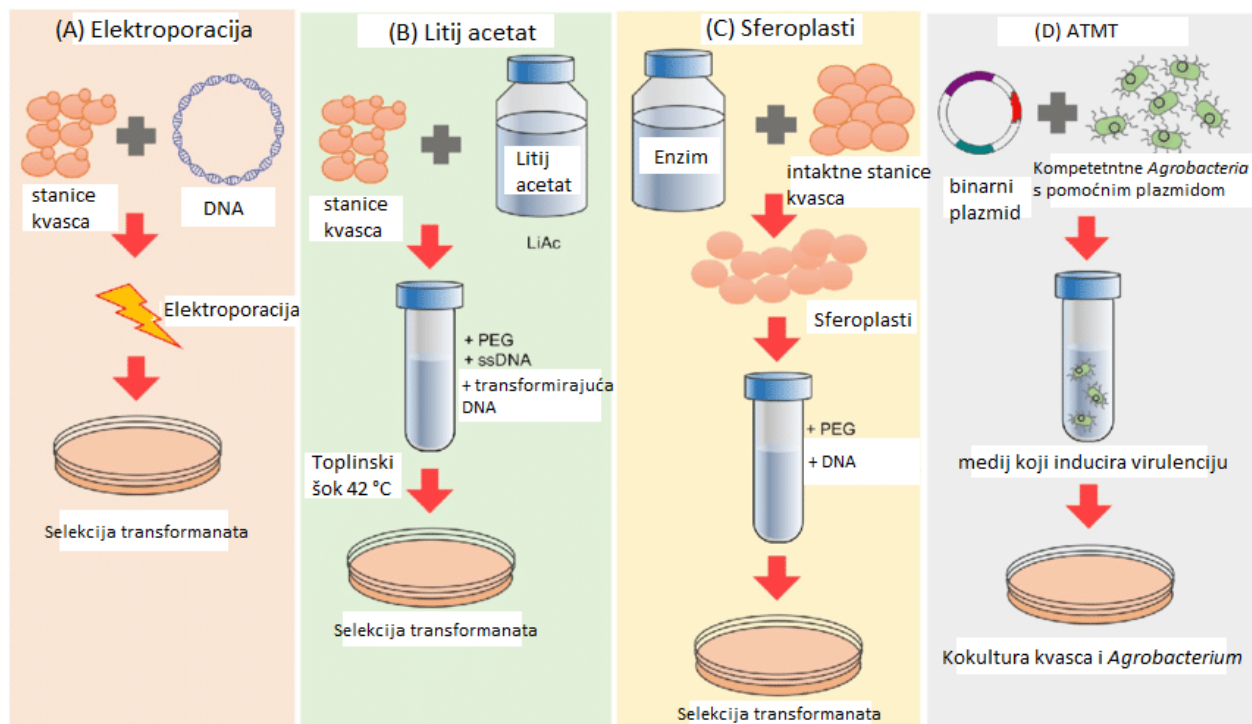 (A) Elektroporacija
stanice
kvasca
DNA
Elektroporacija
Selekcija transformanata
(B) Litij acetat
Litij
acetat
stanice
kvasca
LiAc
+ PEG
+ ssDNA
+ transformirajuća
DNA
Toplinski
šok 42 °C
Selekcija transformanata
(C) Sferoplasti
Enzim
intaktne stanice
kvasca
Sferoplasti
+ PEG
+ DNA
Selekcija transformanata
(D) ATMT
binarni
plazmid
Kompetetntne Agrobacteria
s pomoćnim plazmidom
medij koji inducira virulenciju
Kokultura kvasca i Agrobacterium